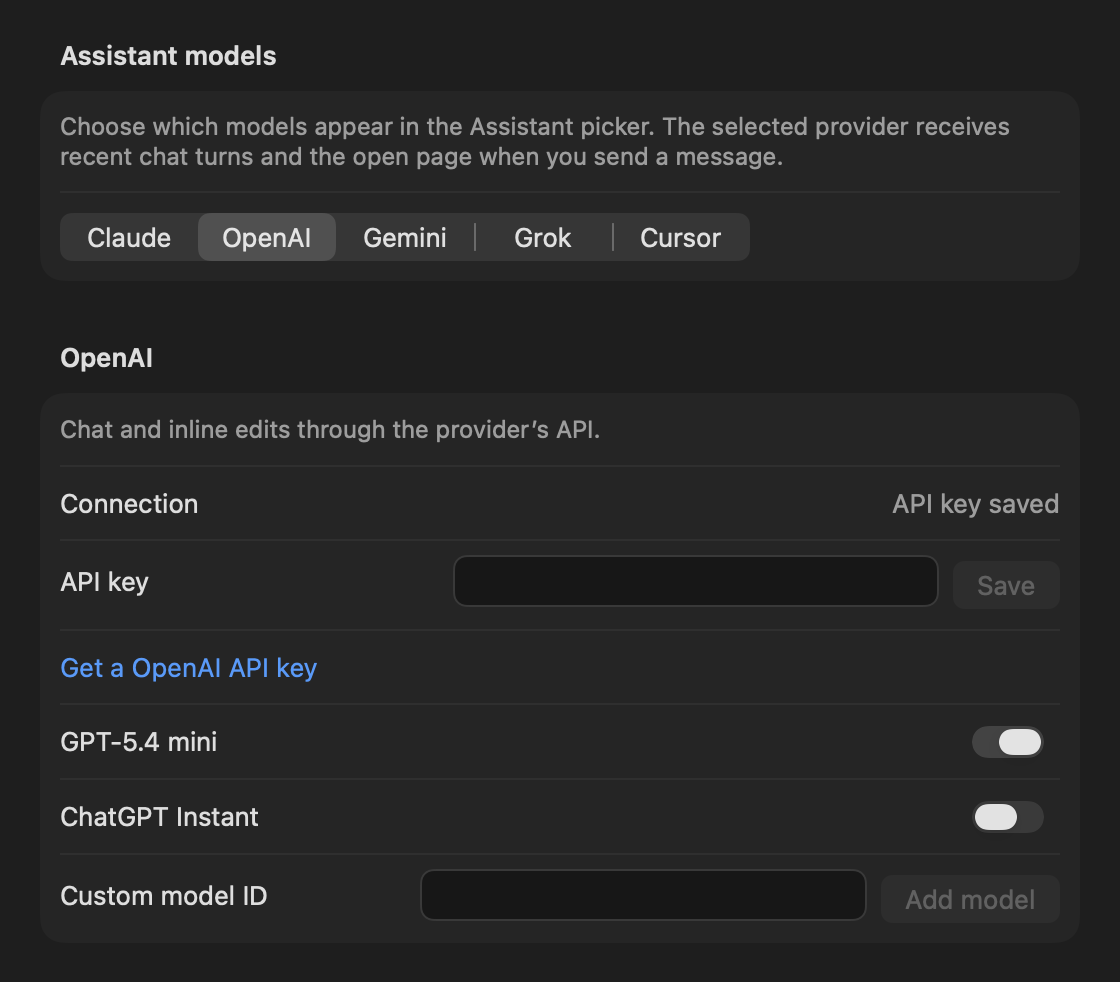 Assistant models
Choose which models appear in the Assistant picker. The selected provider receives
recent chat turns and the open page when you send a message.
Claude OpenAI Gemini Grok Cursor
OpenAI
Chat and inline edits through the provider’s API.
Connection API key saved
API key Save
Get a OpenAI API key
GPT-5.4 mini
ChatGPT Instant
Custom model ID Add model